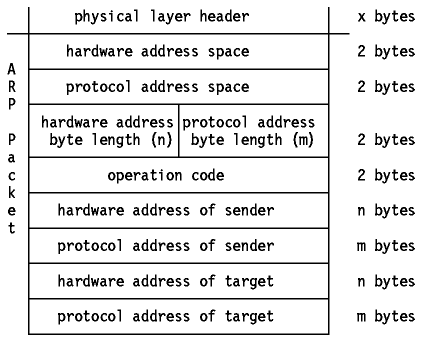 physical layer header x bytes
hardware address space 2 bytes
protocol address space 2 bytes
hardware address byte length (n) protocol address byte length (m) 2 bytes
operation code 2 bytes
hardware address of sender n bytes
protocol address of sender m bytes
hardware address of target n bytes
protocol address of target m bytes
ARP Packet